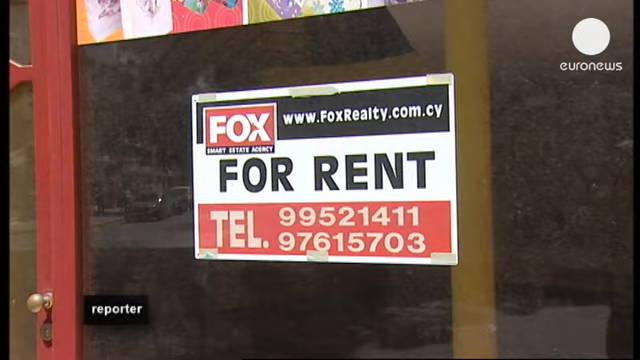 euronews
FOX
SMART ESTATE AGENCY
www.FoxRealty.com.cy
FOR RENT
TEL. 99521411
97615703
reporter